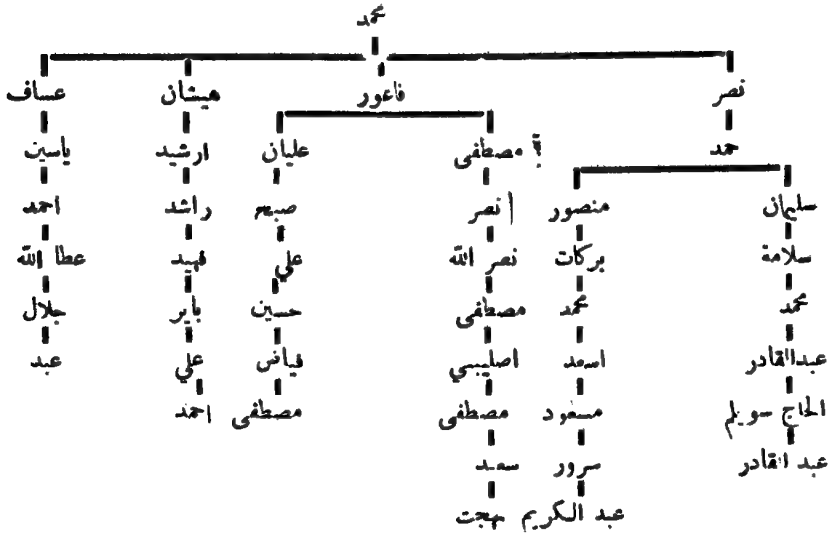 محمد
نصر فاعور هيشان عساف
حمد مصطفى عليان ارشيد ياسين
سليمان منصور نصر صبح راشد احمد
سلامة بركات نصر الله علي فهيد عطا الله
محمد محمد مصطفى حسين باير جلال
عبدالقادر اسعد اصليبي فياض علي عبد
الحاج سويلم مسعود مصطفى مصطفى احمد
عبد القادر سرور سعد
عبد الكريم بهجت